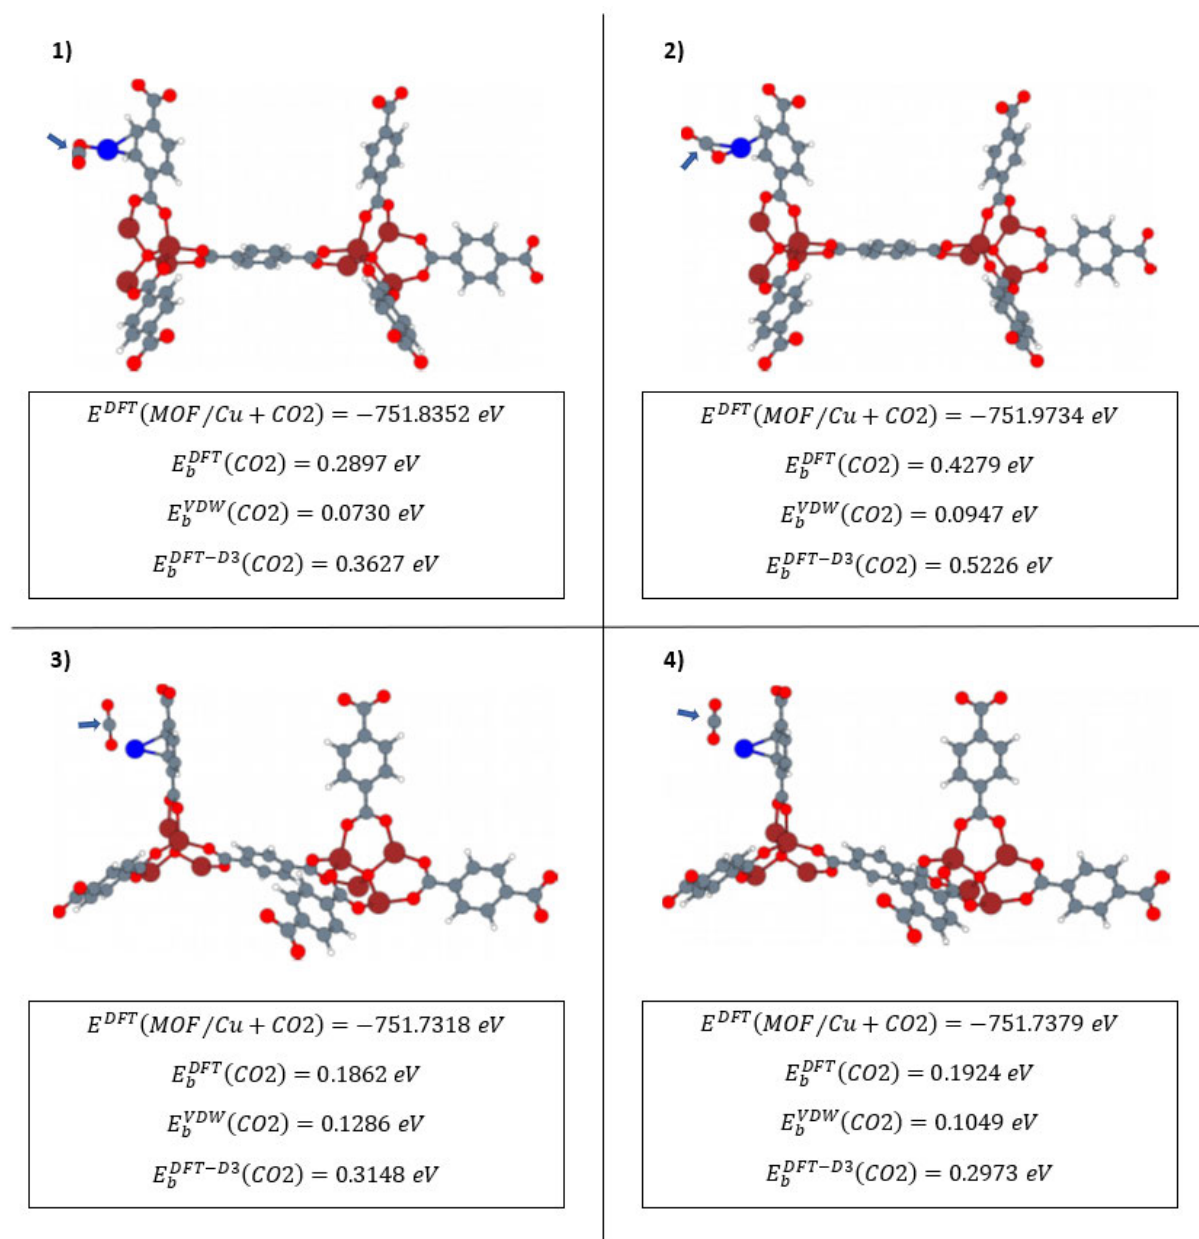 1)
E^DFT(MOF/Cu + CO2) = −751.8352 eV
E_b^DFT(CO2) = 0.2897 eV
E_b^VDW(CO2) = 0.0730 eV
E_b^DFT−D3(CO2) = 0.3627 eV
2)
E^DFT(MOF/Cu + CO2) = −751.9734 eV
E_b^DFT(CO2) = 0.4279 eV
E_b^VDW(CO2) = 0.0947 eV
E_b^DFT−D3(CO2) = 0.5226 eV
3)
E^DFT(MOF/Cu + CO2) = −751.7318 eV
E_b^DFT(CO2) = 0.1862 eV
E_b^VDW(CO2) = 0.1286 eV
E_b^DFT−D3(CO2) = 0.3148 eV
4)
E^DFT(MOF/Cu + CO2) = −751.7379 eV
E_b^DFT(CO2) = 0.1924 eV
E_b^VDW(CO2) = 0.1049 eV
E_b^DFT−D3(CO2) = 0.2973 eV